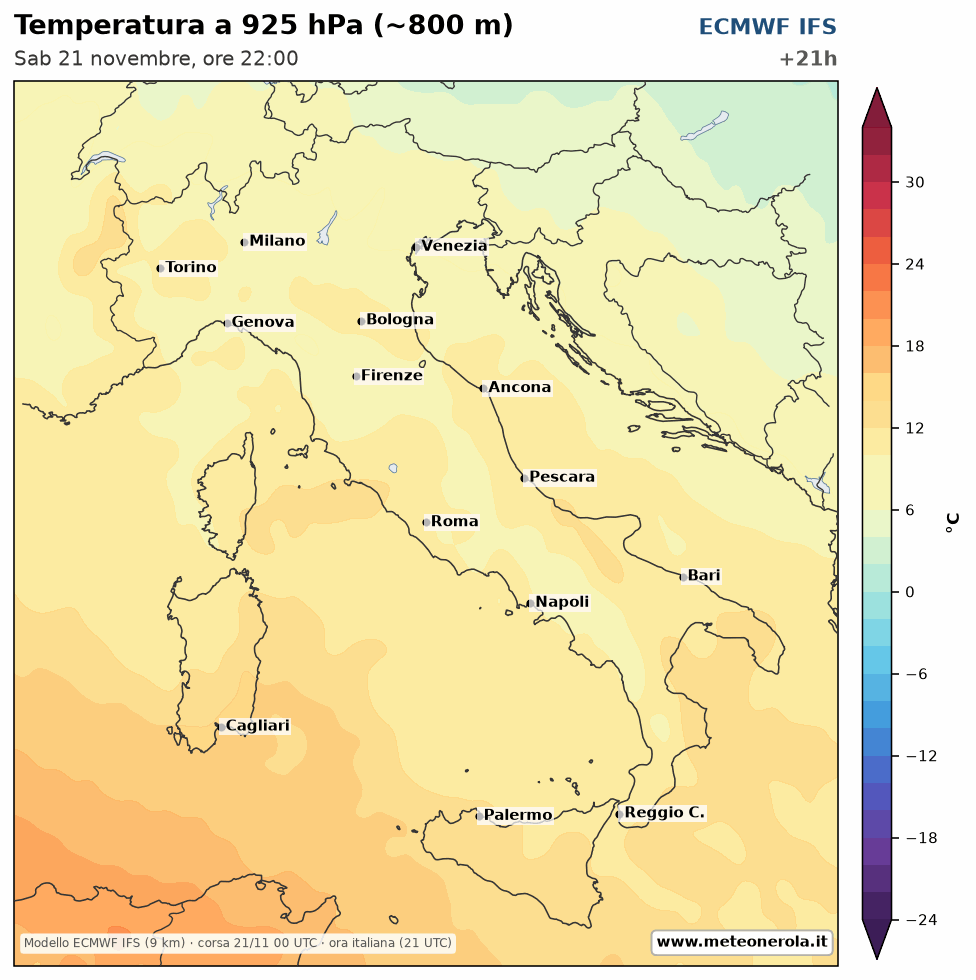 Temperatura a 925 hPa (~800 m)
ECMWF IFS
Sab 21 novembre, ore 22:00
+21h
Milano
Venezia
Torino
Genova
Bologna
Firenze
Ancona
Pescara
Roma
Bari
Napoli
Cagliari
Palermo
Reggio C.
30
24
18
12
6
0
−6
−12
−18
−24
°C
Modello ECMWF IFS (9 km) · corsa 21/11 00 UTC · ora italiana (21 UTC)
www.meteonerola.it